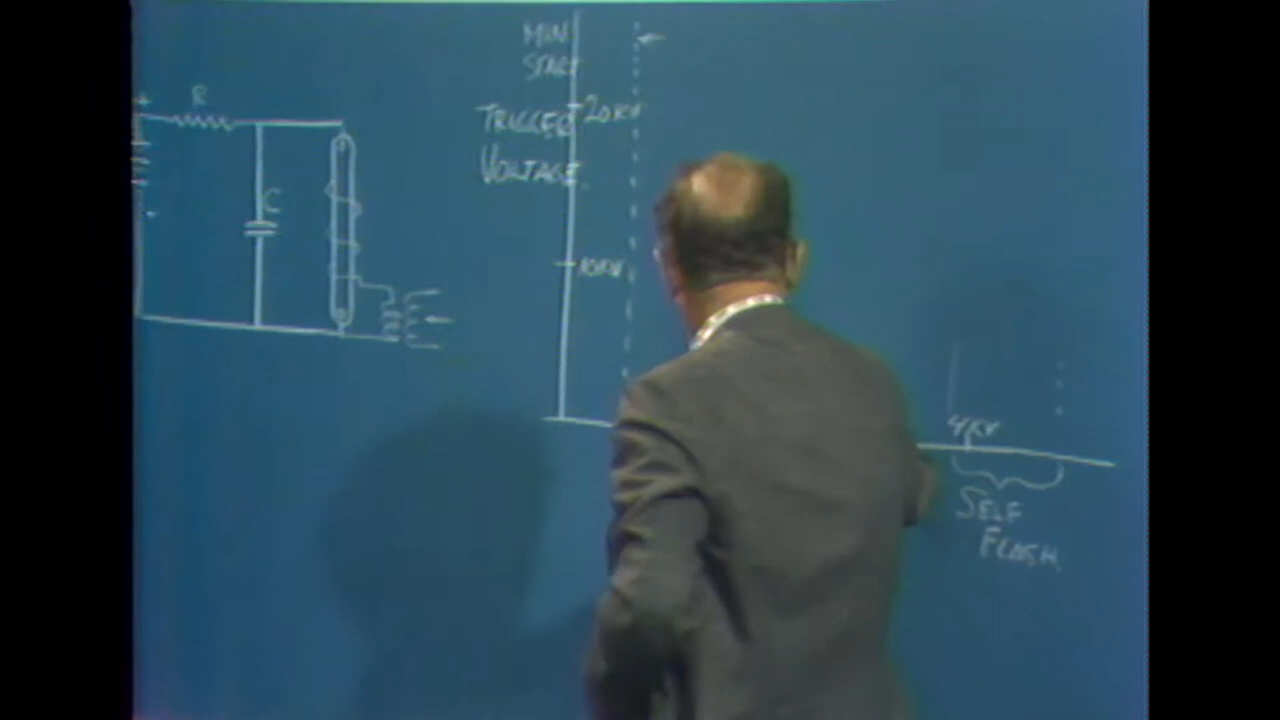 +
R
C
MIN
START
TRIGGER
VOLTAGE
20KV
10KV
4KV
SELF
FLASH